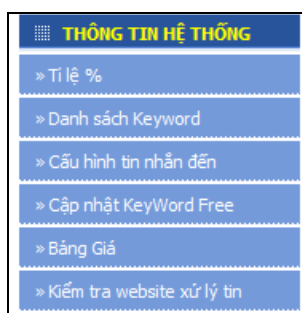 THÔNG TIN HỆ THỐNG
» Tỉ lệ %
» Danh sách Keyword
» Cấu hình tin nhắn đến
» Cập nhật KeyWord Free
» Bảng Giá
» Kiểm tra website xử lý tin